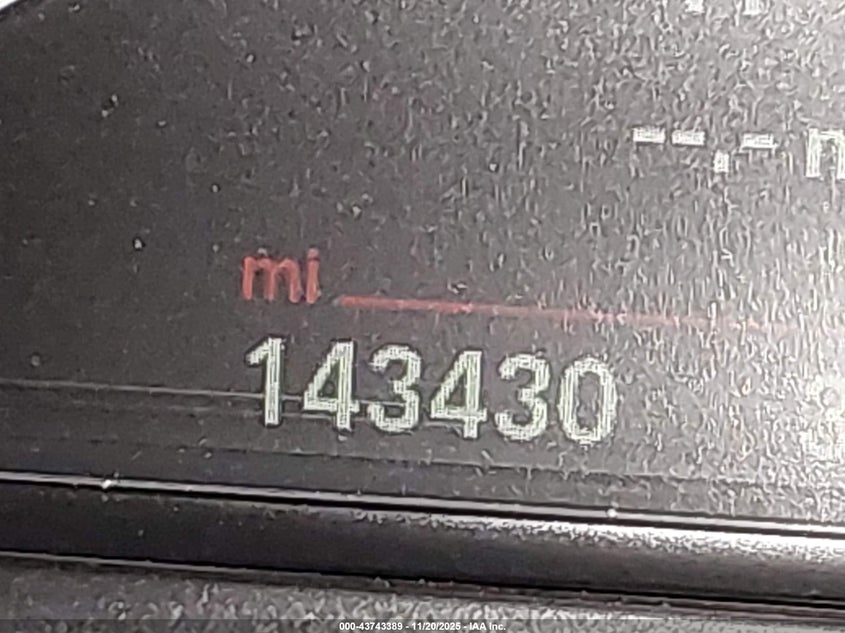 --.- m
mi
143430
000-43743389 - 11/20/2025 - IAA Inc.